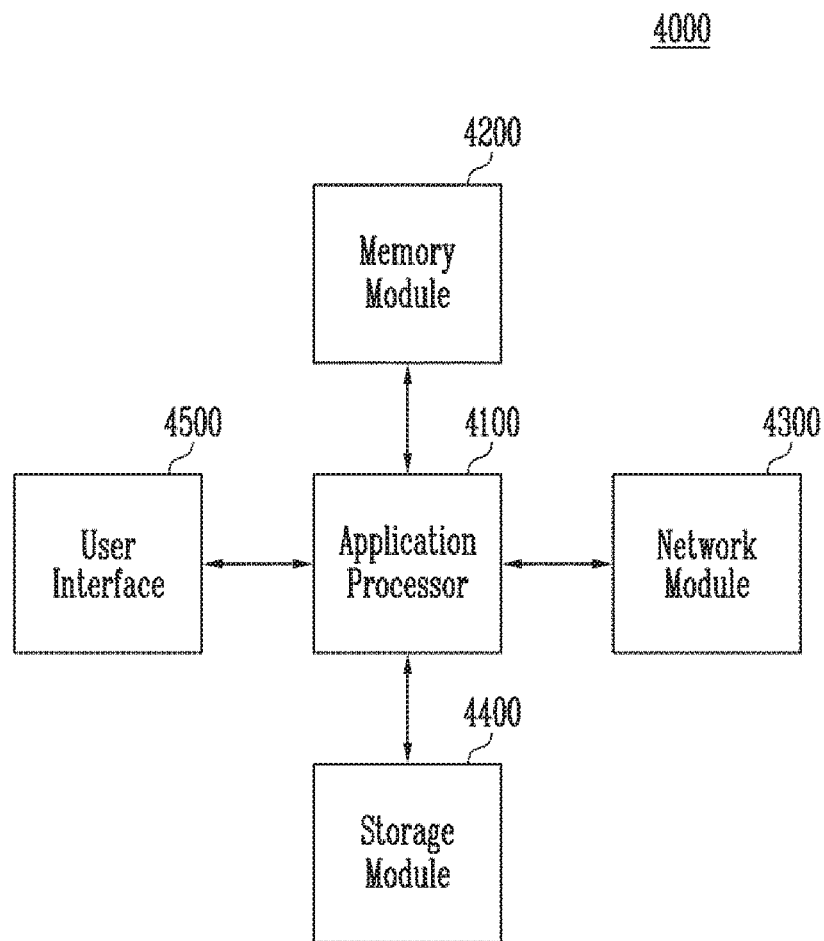 4000
4200
Memory
Module
4500
4100
4300
User
Interface
Application
Processor
Network
Module
4400
Storage
Module